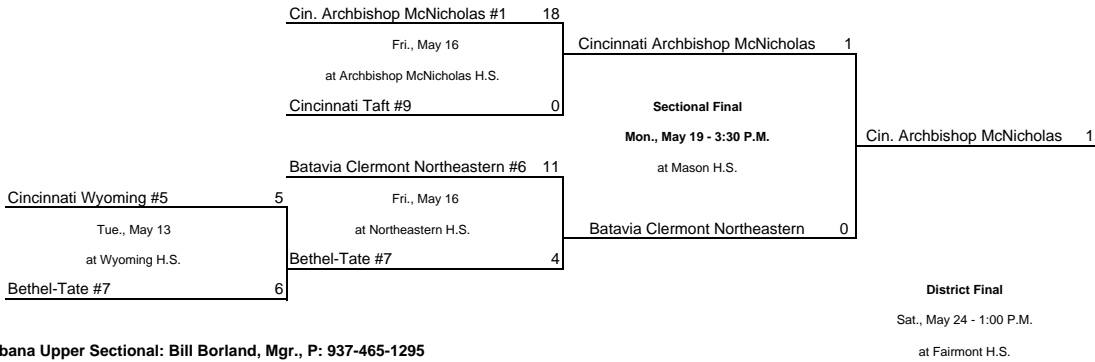 Cin. Archbishop McNicholas #1 18
Fri., May 16
at Archbishop McNicholas H.S.
Cincinnati Taft #9 0
Cincinnati Archbishop McNicholas 1
Sectional Final
Mon., May 19 - 3:30 P.M.
at Mason H.S.
Cin. Archbishop McNicholas 1
Batavia Clermont Northeastern #6 11
Fri., May 16
at Northeastern H.S.
Bethel-Tate #7 4
Batavia Clermont Northeastern 0
Cincinnati Wyoming #5 5
Tue., May 13
at Wyoming H.S.
Bethel-Tate #7 6
District Final
Sat., May 24 - 1:00 P.M.
at Fairmont H.S.
bana Upper Sectional: Bill Borland, Mgr., P: 937-465-1295